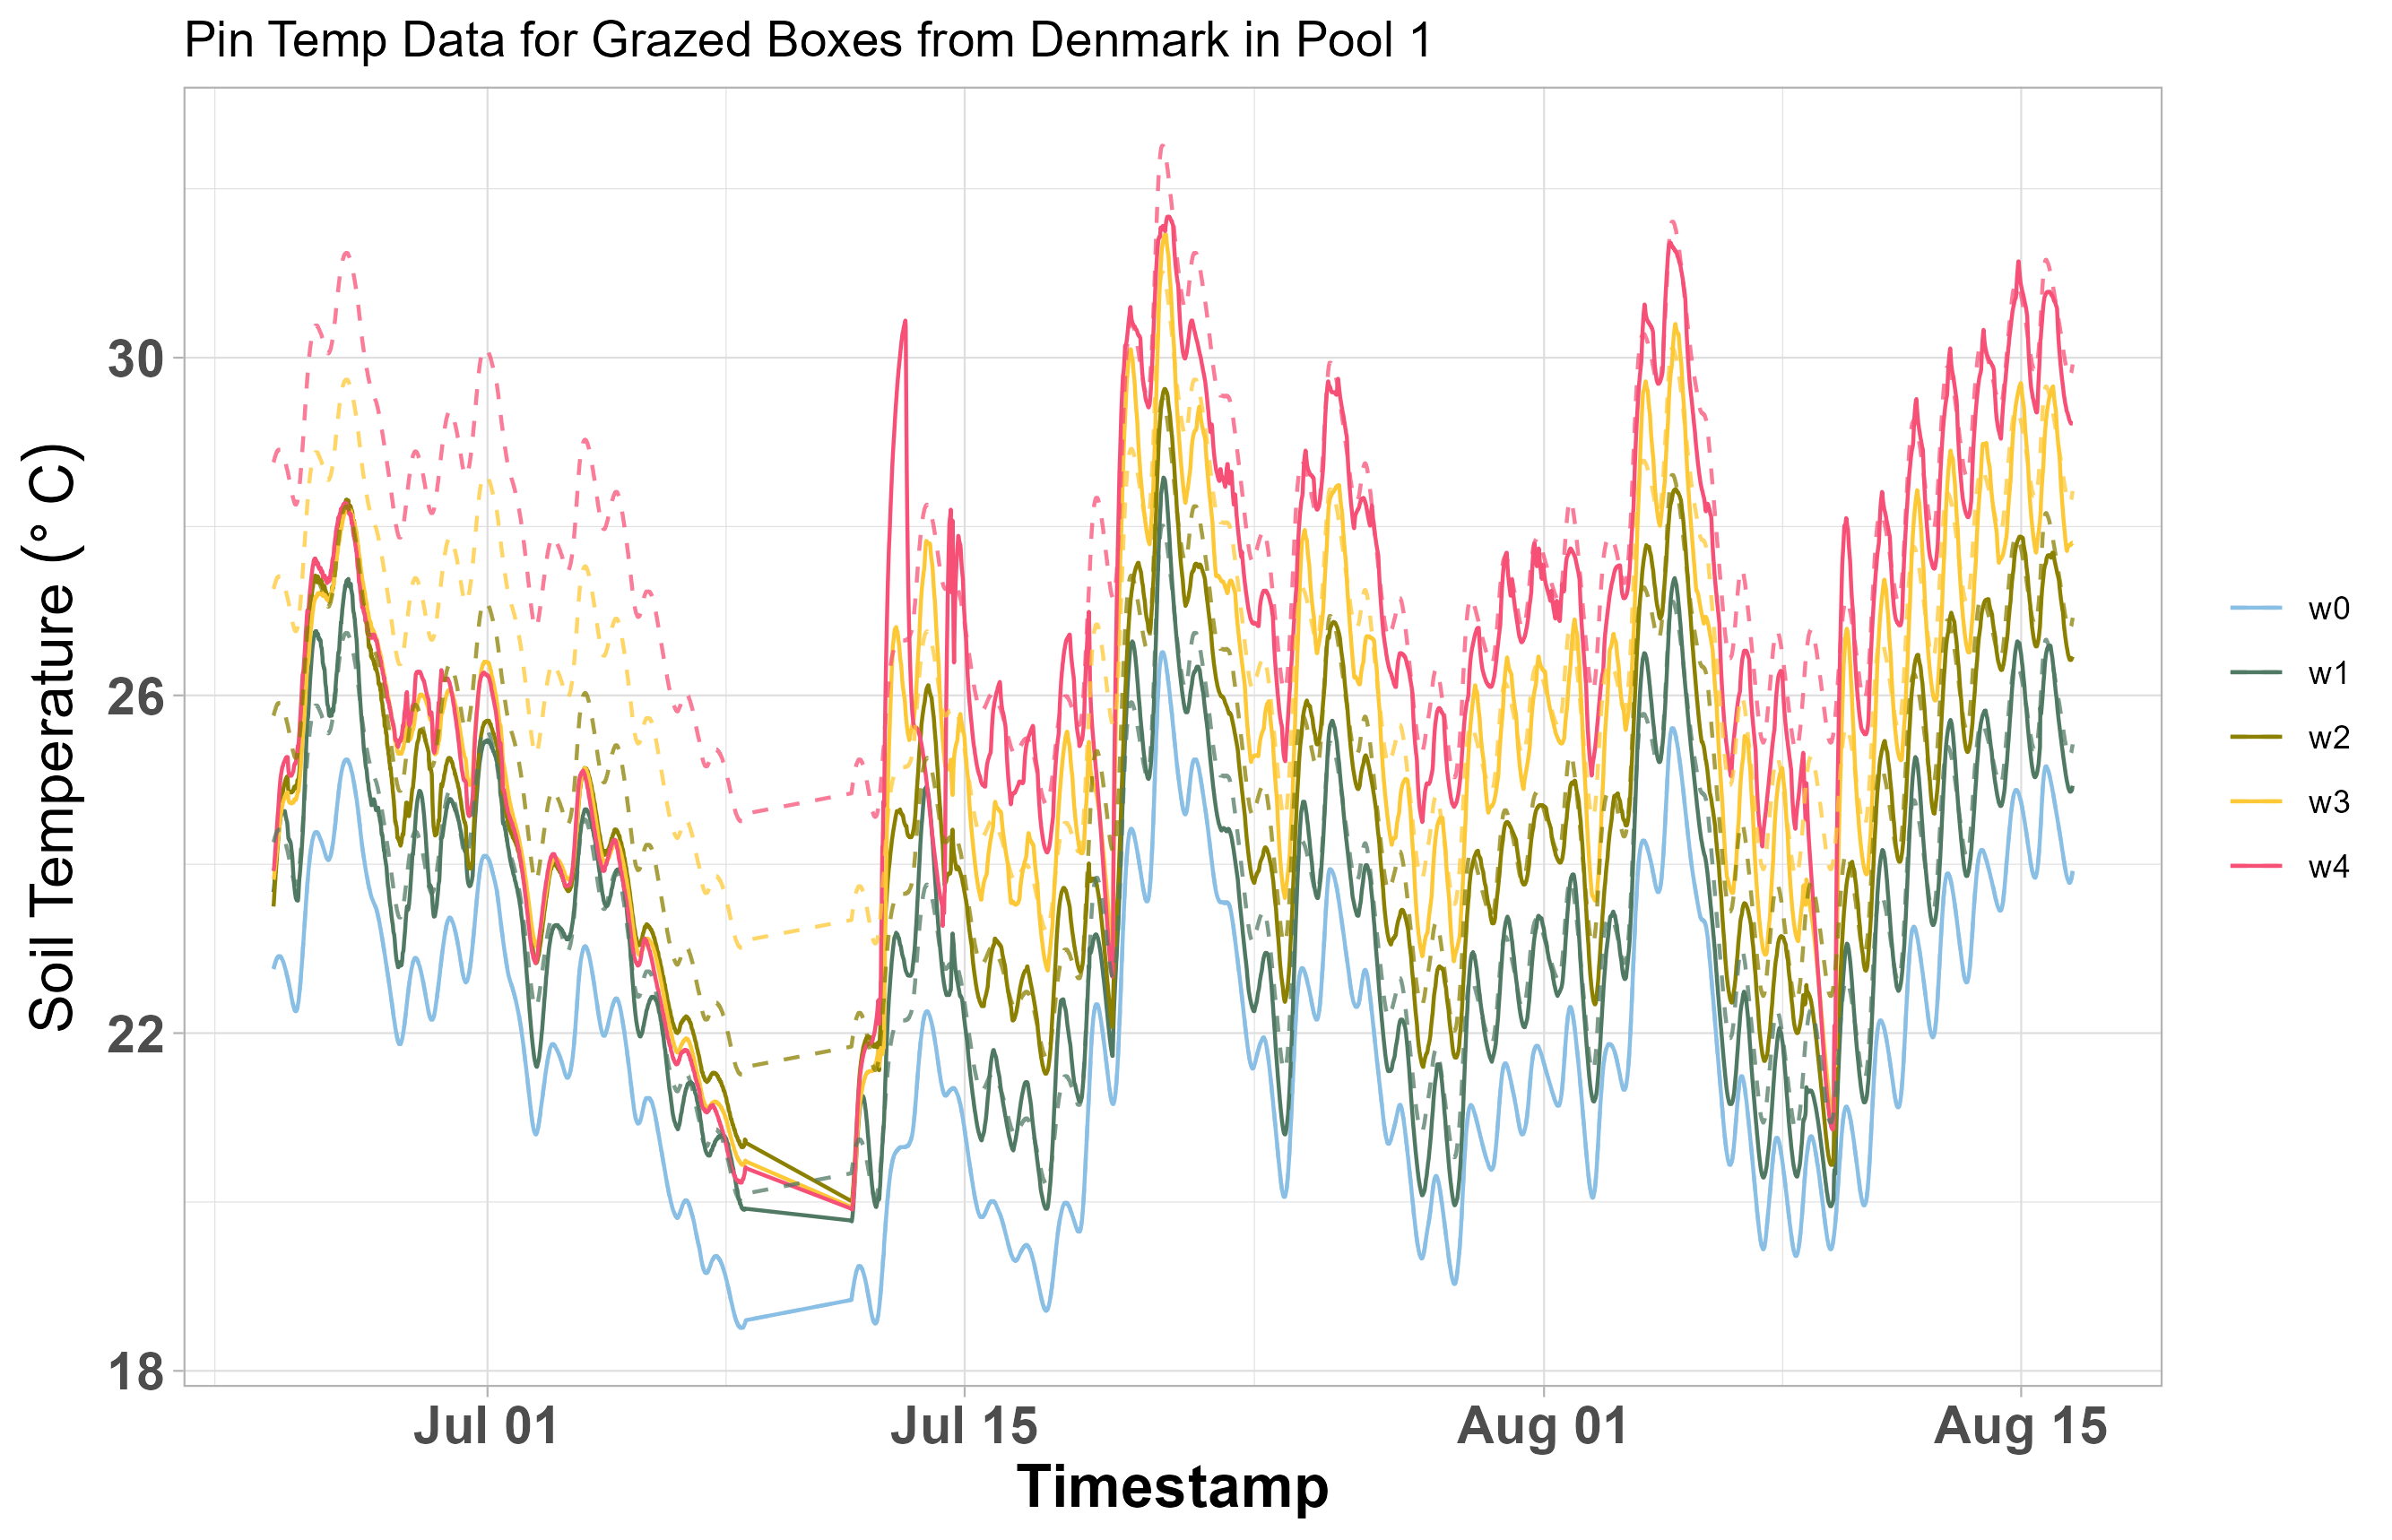 Pin Temp Data for Grazed Boxes from Denmark in Pool 1
Soil Temperature (° C)
30
26
22
18
Jul 01
Jul 15
Aug 01
Aug 15
Timestamp
w0
w1
w2
w3
w4